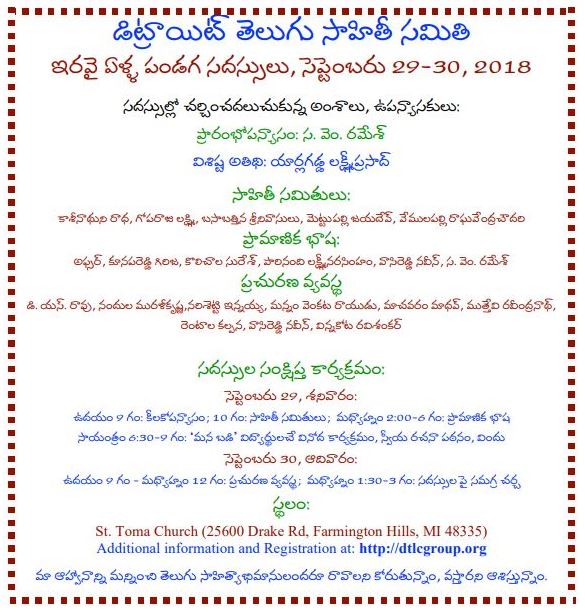 డిట్రాయిట్ తెలుగు సాహితీ సమితి
ఇరవై ఏళ్ళ పండగ సదస్సులు, సెప్టెంబరు 29-30, 2018
సదస్సుల్లో చర్చించదలుచుకున్న అంశాలు, ఉపన్యాసకులు:
ప్రారంభోపన్యాసం: స. వెం. రమేశ్
విశిష్ట అతిథి: యార్లగడ్డ లక్ష్మీప్రసాద్
సాహితీ సమితులు:
కాశీనాథుని రాధ, గోపరాజు లక్ష్మి, బసాబత్తిన శ్రీనివాసులు, మెట్టుపల్లి జయదేవ్, వేములపల్లి రాఘవేంద్ర చౌదరి
ప్రామాణిక భాష:
అఫ్సర్, కూనపరెడ్డి గిరిజ, కొలిచాల సురేశ్, పారనంది లక్ష్మీనరసింహం, వాసిరెడ్డి నవీన్, స. వెం. రమేశ్
ప్రచురణ వ్యవస్థ
డి. యస్. రావు, నందుల మురళీకృష్ణ,నరిశెట్టి ఇన్నయ్య, మన్నం వెంకట రాయుడు, మాచవరం మాధవ్, ముత్తేవి రవీంద్రనాథ్,
రెంటాల కల్పన, వాసిరెడ్డి నవీన్, విన్నకోట రవిశంకర్
సదస్సుల సంక్షిప్త కార్యక్రమం:
సెప్టెంబరు 29, శనివారం:
ఉదయం 9 గం: కీలకోపన్యాసం; 10 గం: సాహితీ సమితులు; మధ్యాహ్నం 2:00-6 గం: ప్రామాణిక భాష
సాయంత్రం 6:30-9 గం: 'మన బడి' విద్యార్థులచే వినోద కార్యక్రమం, స్వీయ రచనా పఠనం, విందు
సెప్టెంబరు 30, ఆదివారం:
ఉదయం 9 గం - మధ్యాహ్నం 12 గం: ప్రచురణ వ్యవస్థ; మధ్యాహ్నం 1:30-3 గం: సదస్సుల పై సమగ్ర చర్చ
స్థలం:
St. Toma Church (25600 Drake Rd, Farmington Hills, MI 48335)
Additional information and Registration at: http://dtlcgroup.org
మా ఆహ్వానాన్ని మన్నించి తెలుగు సాహిత్యాభిమానులందరూ రావాలని కోరుతున్నాం, వస్తారని ఆశిస్తున్నాం.